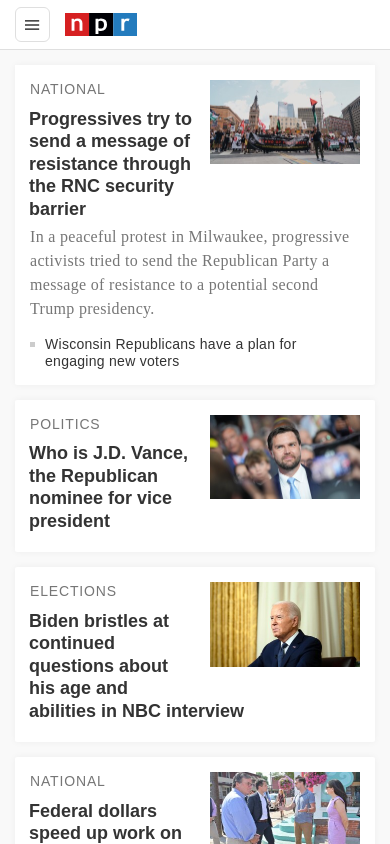 npr
NATIONAL
Progressives try to
send a message of
resistance through
the RNC security
barrier
In a peaceful protest in Milwaukee, progressive
activists tried to send the Republican Party a
message of resistance to a potential second
Trump presidency.
Wisconsin Republicans have a plan for
engaging new voters
POLITICS
Who is J.D. Vance,
the Republican
nominee for vice
president
ELECTIONS
Biden bristles at
continued
questions about
his age and
abilities in NBC interview
NATIONAL
Federal dollars
speed up work on